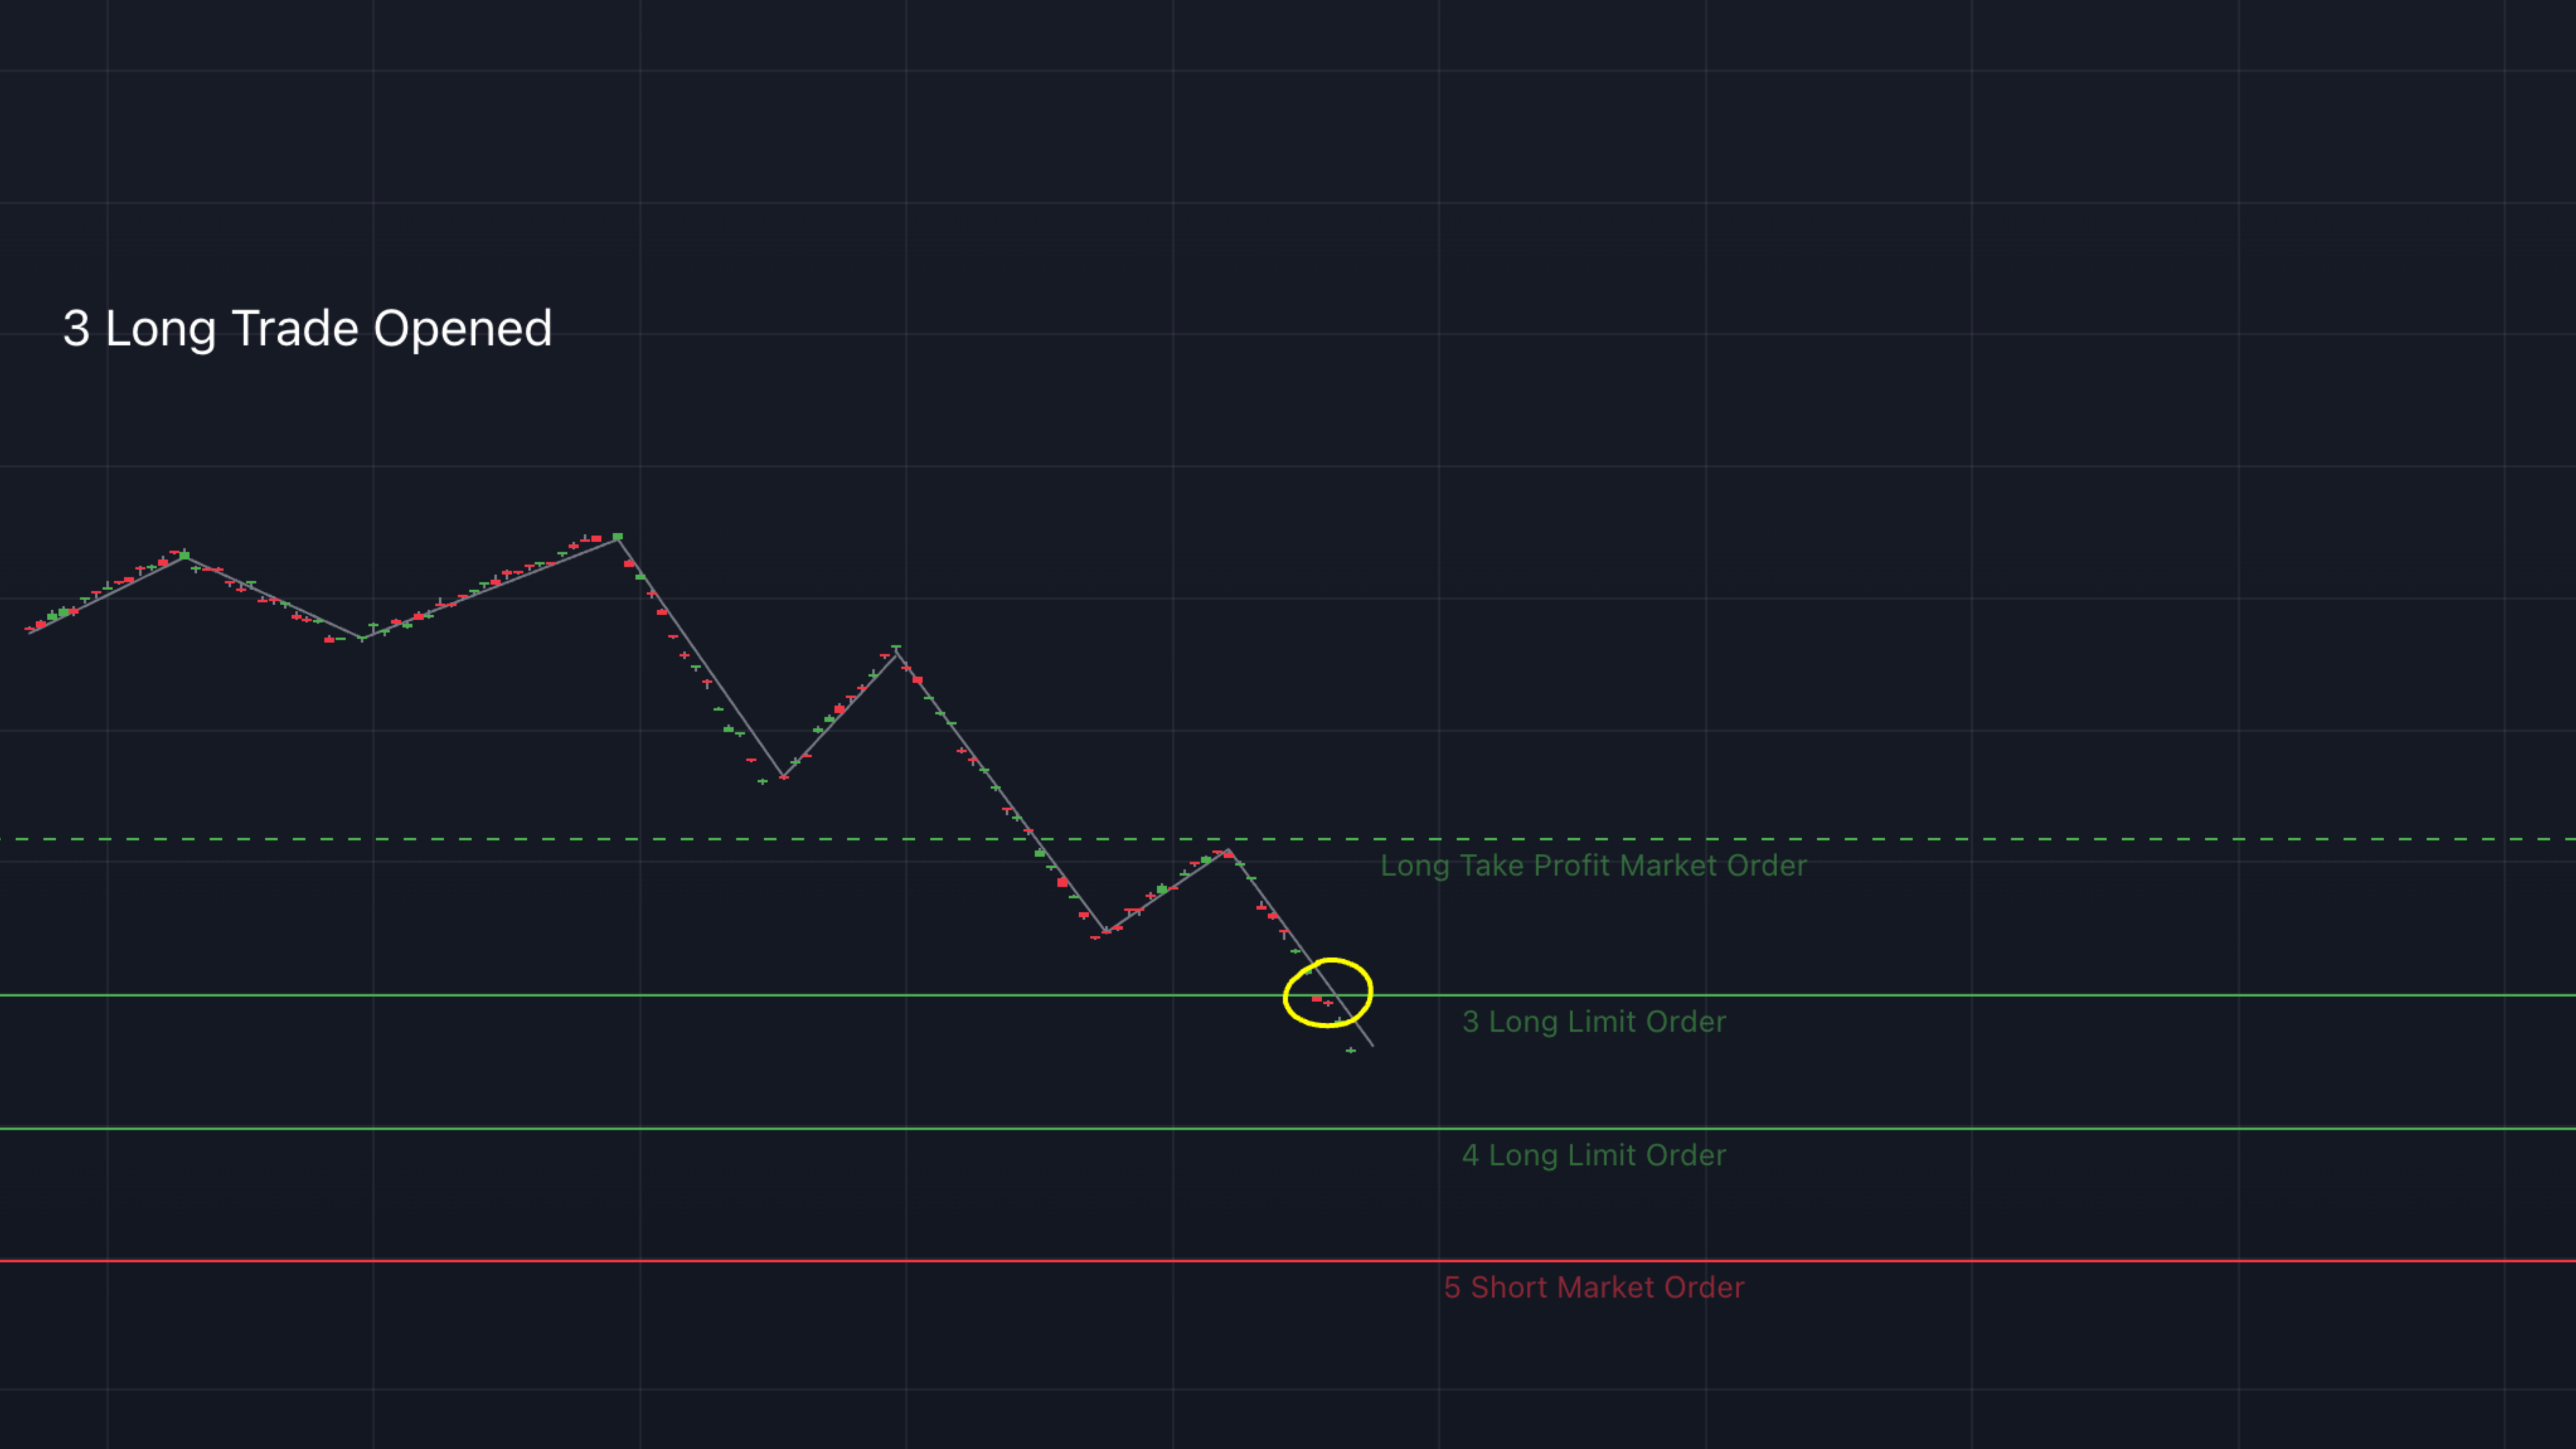 3 Long Trade Opened
Long Take Profit Market Order
3 Long Limit Order
4 Long Limit Order
5 Short Market Order